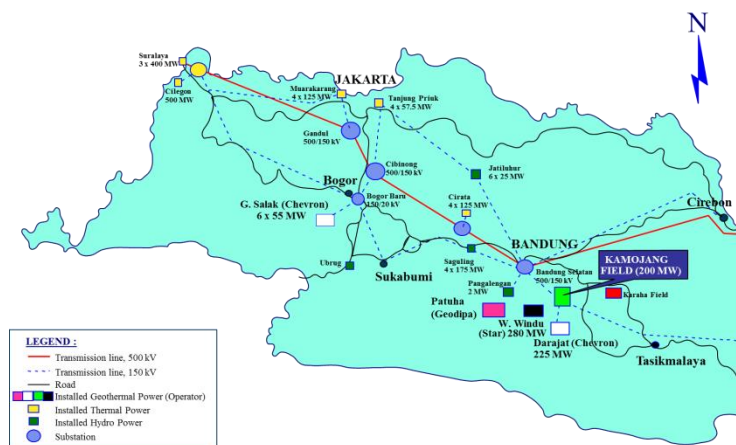 N
Suralaya
3 x 400 MW
Cilegon
500 MW
Muarakarang
4 x 125 MW
JAKARTA
Tanjung Priuk
4 x 57.5 MW
Gandul
500/150 kV
Cibinong
500/150 kV
Jatiluhur
6 x 25 MW
Bogor
Bogor Baru
150/20 kV
G. Salak (Chevron)
6 x 55 MW
Cirata
4 x 125 MW
Cirebon
Ubrug
Sukabumi
Saguling
4 x 175 MW
BANDUNG
Bandung Selatan
500/150 kV
KAMOJANG
FIELD (200 MW)
Pangalengan
2 MW
Patuha
(Geodipa)
W. Windu
(Star) 280 MW
Karaha Field
Darajat (Chevron)
225 MW
Tasikmalaya
LEGEND :
Transmission line, 500 kV
Transmission line, 150 kV
Road
Installed Geothermal Power (Operator)
Installed Thermal Power
Installed Hydro Power
Substation